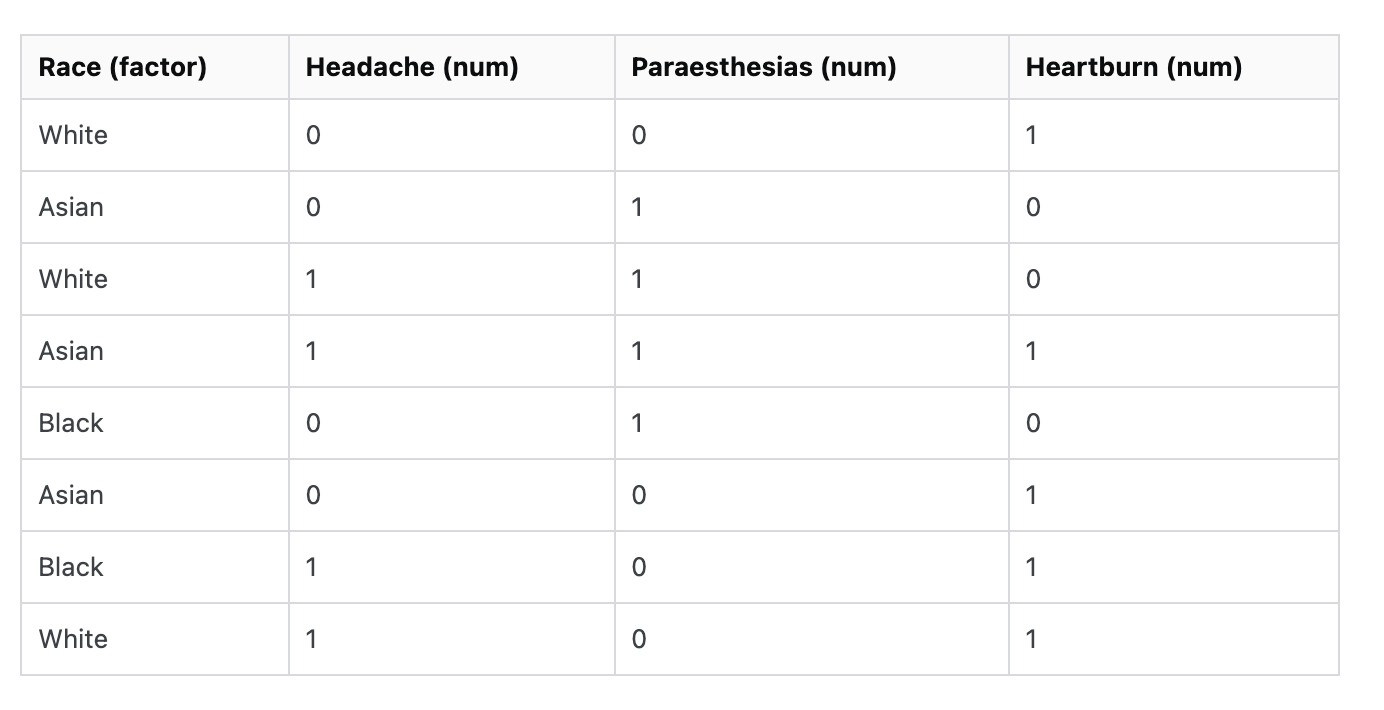 Race (factor) Headache (num) Paraesthesias (num) Heartburn (num)
White 0 0 1
Asian 0 1 0
White 1 1 0
Asian 1 1 1
Black 0 1 0
Asian 0 0 1
Black 1 0 1
White 1 0 1